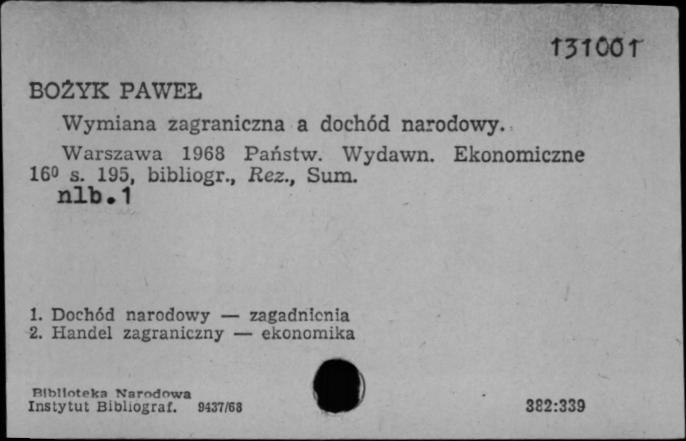 131001
BOŻYK PAWEŁ
Wymiana zagraniczna a dochód narodowy.
Warszawa 1968 Państw. Wydawn. Ekonomiczne
16⁰ s. 195, bibliogr., Rez., Sum.
nlb.1
1. Dochód narodowy — zagadnienia
2. Handel zagraniczny — ekonomika
Biblioteka Narodowa
Instytut Bibliograf. 9437/68
382:339